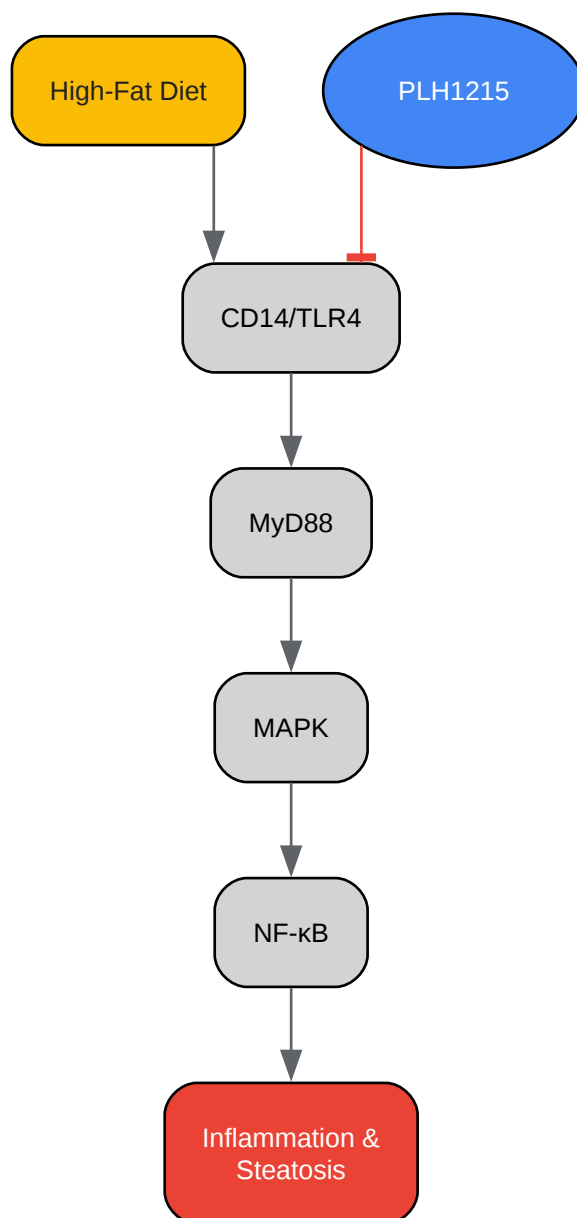 High-Fat Diet
PLH1215
CD14/TLR4
MyD88
MAPK
NF-κB
Inflammation &
Steatosis